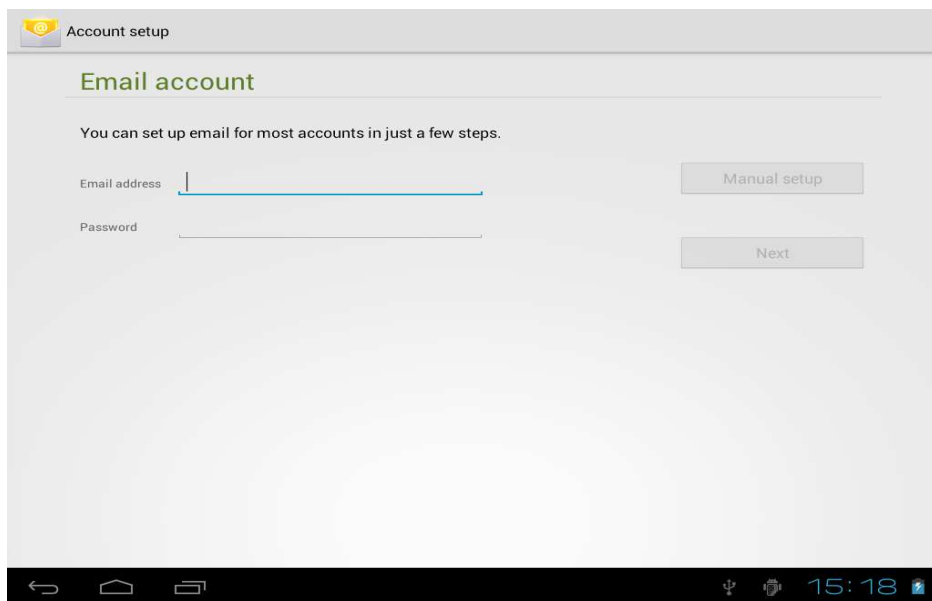 Account setup
Email account
You can set up email for most accounts in just a few steps.
Email address
Manual setup
Password
Next
15:18